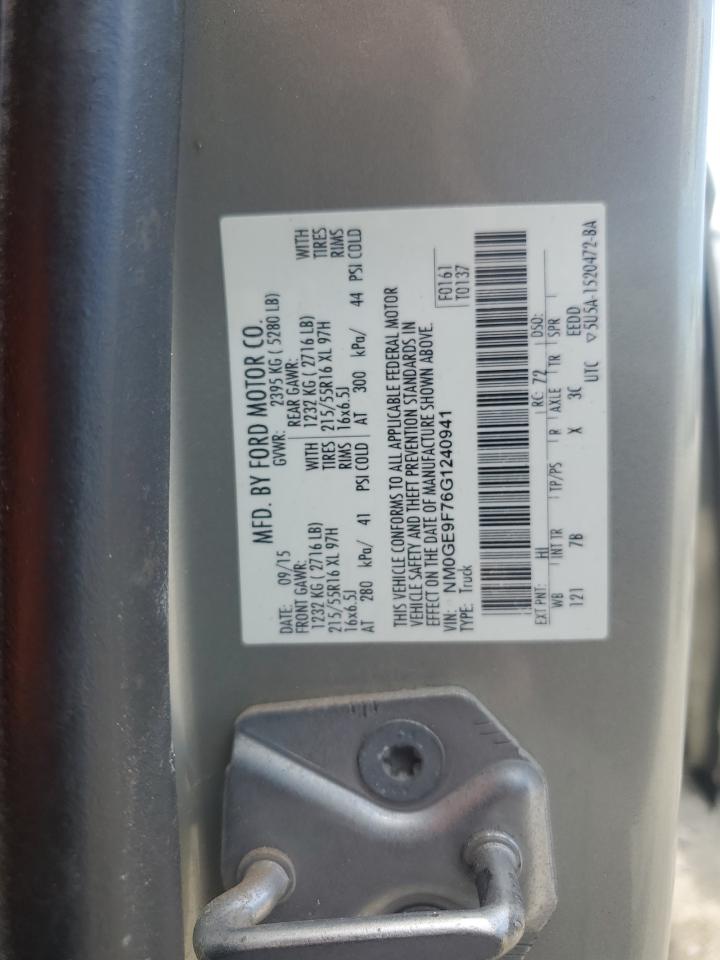 MFD. BY FORD MOTOR CO.
DATE: 09/15 GVWR: 2395 KG ( 5280 LB)
FRONT GAWR: REAR GAWR:
1232 KG ( 2716 LB) WITH 1232 KG ( 2716 LB) WITH
215/55R16 XL 97H TIRES 215/55R16 XL 97H TIRES
16x6.5J RIMS 16x6.5J RIMS
AT 280 kPa/ 41 PSI COLD AT 300 kPa/ 44 PSI COLD
THIS VEHICLE CONFORMS TO ALL APPLICABLE FEDERAL MOTOR
VEHICLE SAFETY AND THEFT PREVENTION STANDARDS IN
EFFECT ON THE DATE OF MANUFACTURE SHOWN ABOVE.
VIN: NM0GE9F76G1240941 F0161
TYPE: Truck T0137
EXT PNT: HI RC: 72 DSO:
WB INT TR TP/PS R AXLE TR SPR
121 7B X 3C EEDD
UTC ▽5U5A-1520472-BA